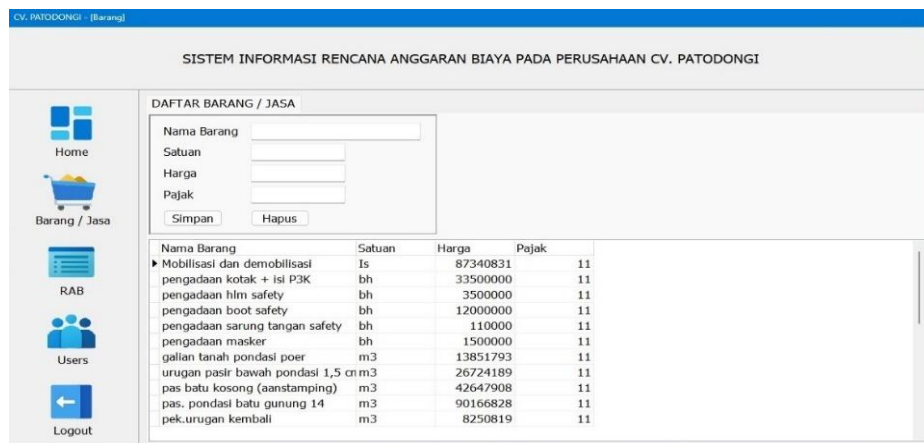 CV. PATODONGI - [Barang]
SISTEM INFORMASI RENCANA ANGGARAN BIAYA PADA PERUSAHAAN CV. PATODONGI
Home
Barang / Jasa
RAB
Users
Logout
DAFTAR BARANG / JASA
Nama Barang
Satuan
Harga
Pajak
Simpan Hapus
Nama Barang Satuan Harga Pajak
Mobilisasi dan demobilisasi Is 87340831 11
pengadaan kotak + isi P3K bh 33500000 11
pengadaan hlm safety bh 3500000 11
pengadaan boot safety bh 12000000 11
pengadaan sarung tangan safety bh 110000 11
pengadaan masker bh 1500000 11
galian tanah pondasi poer m3 13851793 11
urugan pasir bawah pondasi 1,5 cm m3 26724189 11
pas batu kosong (aanstamping) m3 42647908 11
pas. pondasi batu gunung 14 m3 90166828 11
pek.urugan kembali m3 8250819 11